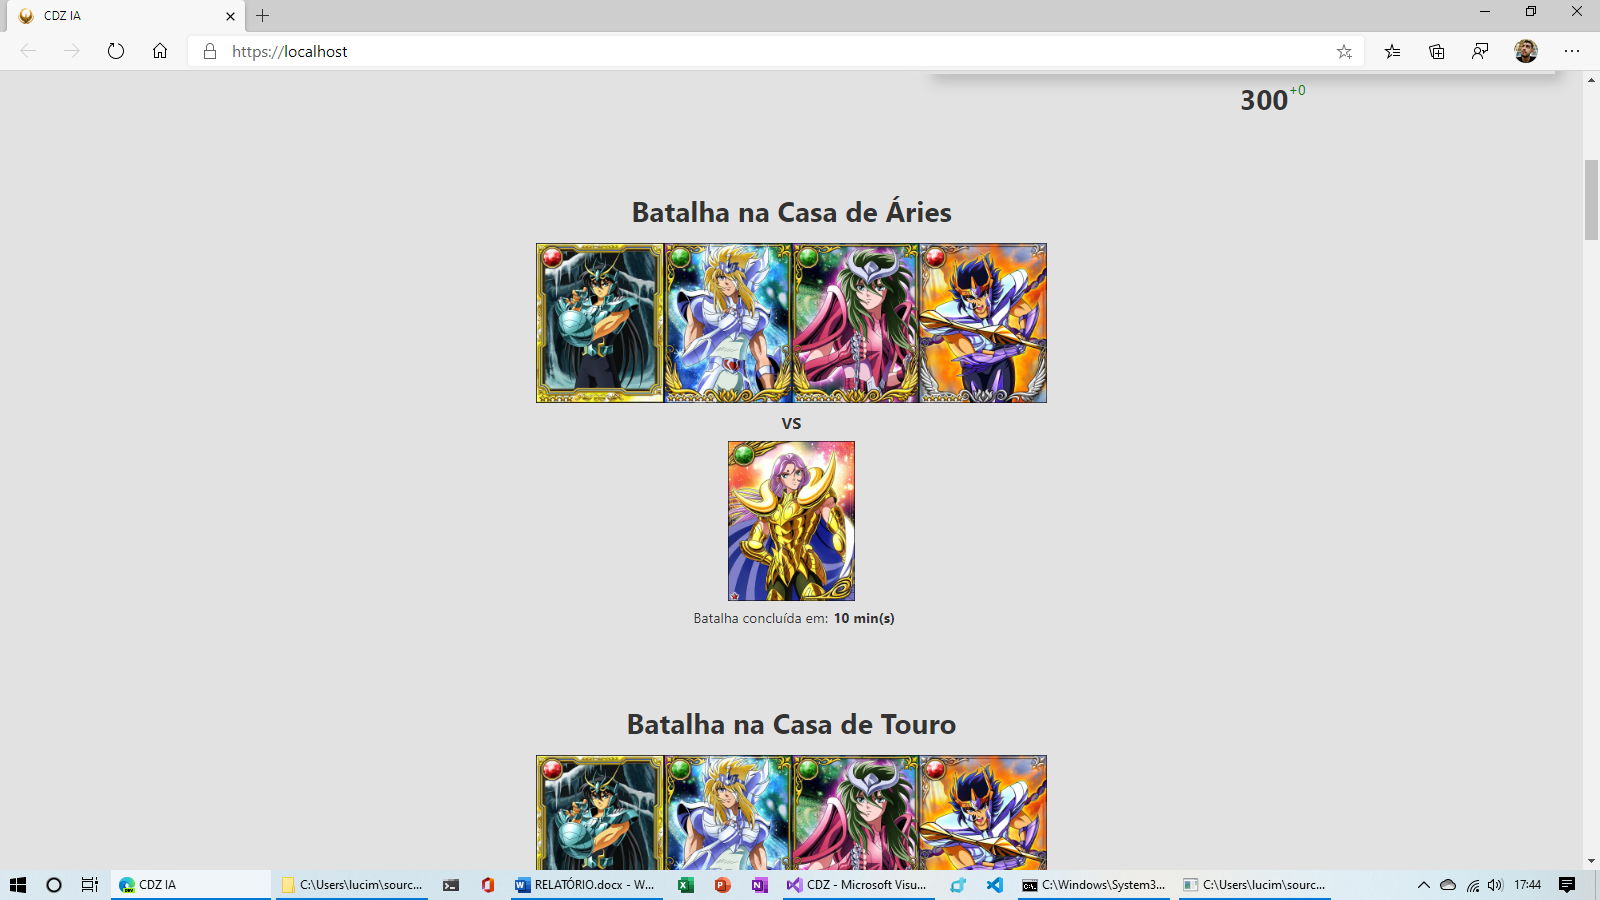 CDZ IA
https://localhost
300+0
Batalha na Casa de Áries
VS
Batalha concluída em: 10 min(s)
Batalha na Casa de Touro
CDZ IA
C:\Users\lucim\sourc...
RELATÓRIO.docx - W...
CDZ - Microsoft Visu...
C:\Windows\System3...
C:\Users\lucim\sourc...
17:44